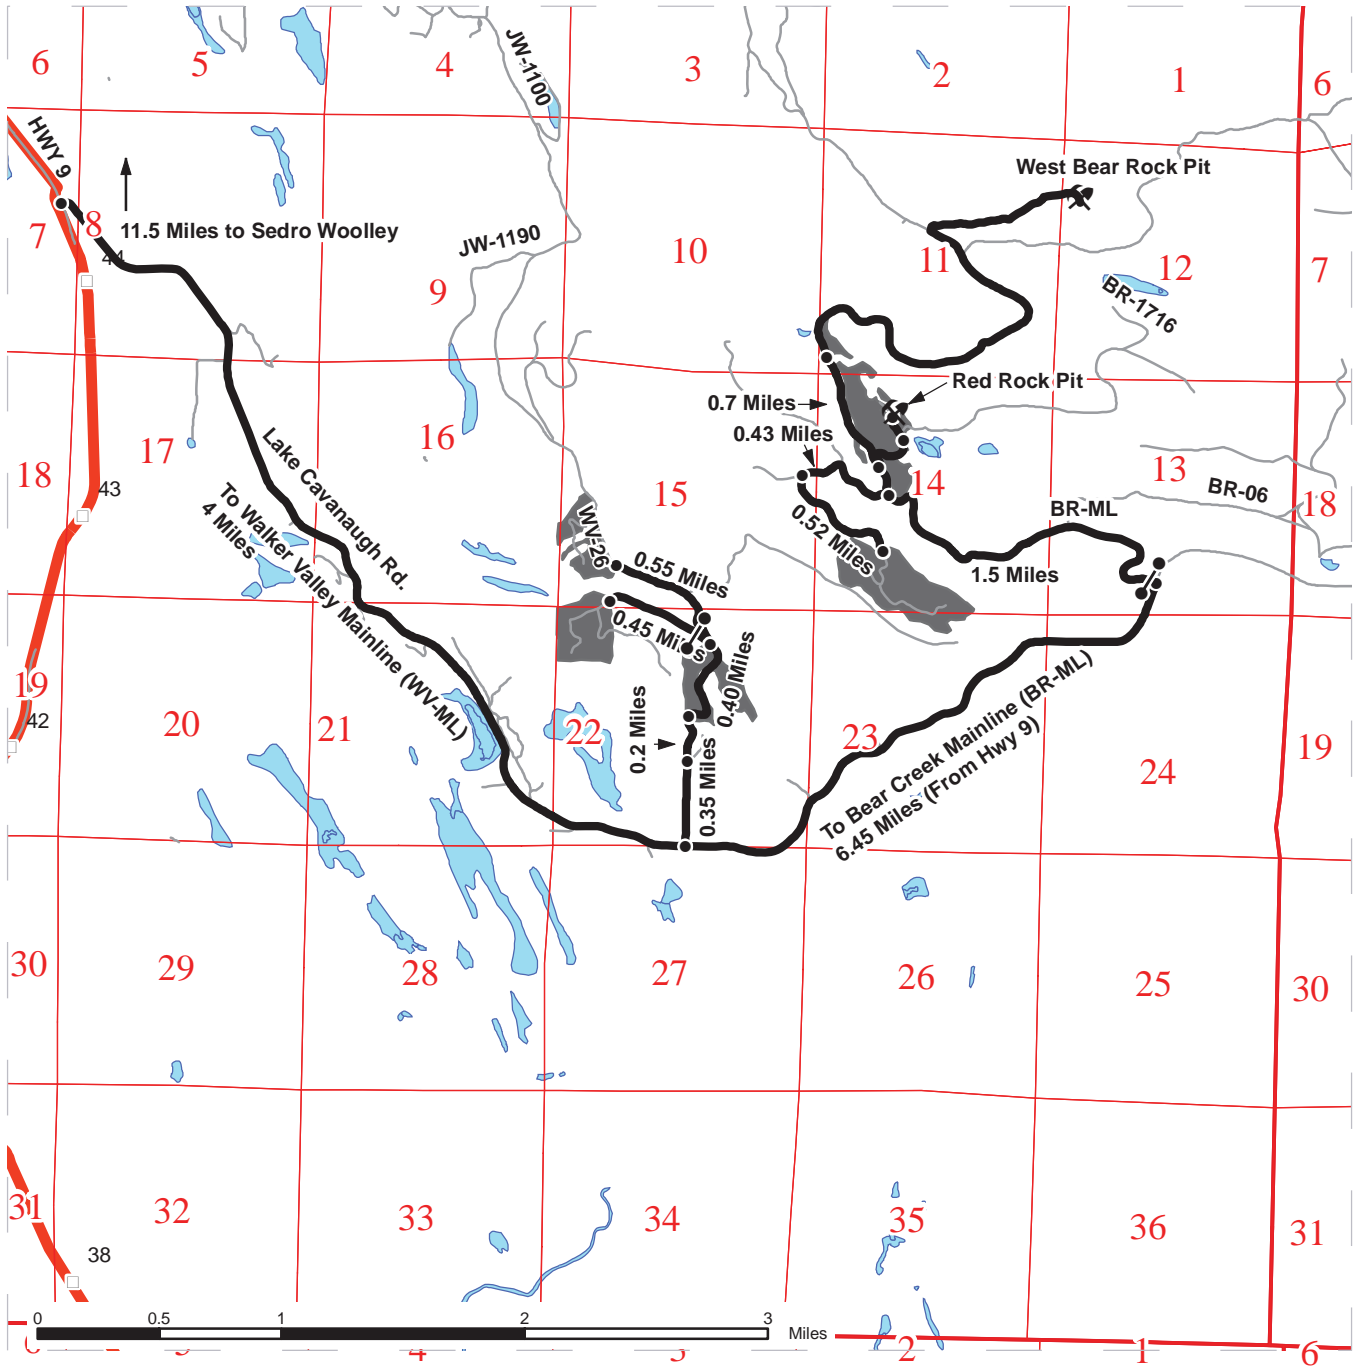 6
5
4
3
2
1
6
JW-1100
HWY 9
West Bear Rock Pit
7
8
11.5 Miles to Sedro Woolley
JW-1190
10
11
12
7
44
9
BR-1716
Red Rock Pit
0.7 Miles
0.43 Miles
18
17
16
15
14
13
18
43
Lake Cavanaugh Rd.
To Walker Valley Mainline (WV-ML)
4 Miles
WV-26
0.52 Miles
BR-ML
BR-06
0.55 Miles
1.5 Miles
0.45 Miles
0.40 Miles
19
42
20
21
22
0.2 Miles
0.35 Miles
23
To Bear Creek Mainline (BR-ML)
6.45 Miles (From Hwy 9)
24
19
30
29
28
27
26
25
30
31
32
33
34
35
36
31
38
0
0.5
1
2
3
Miles
4
2
1
6